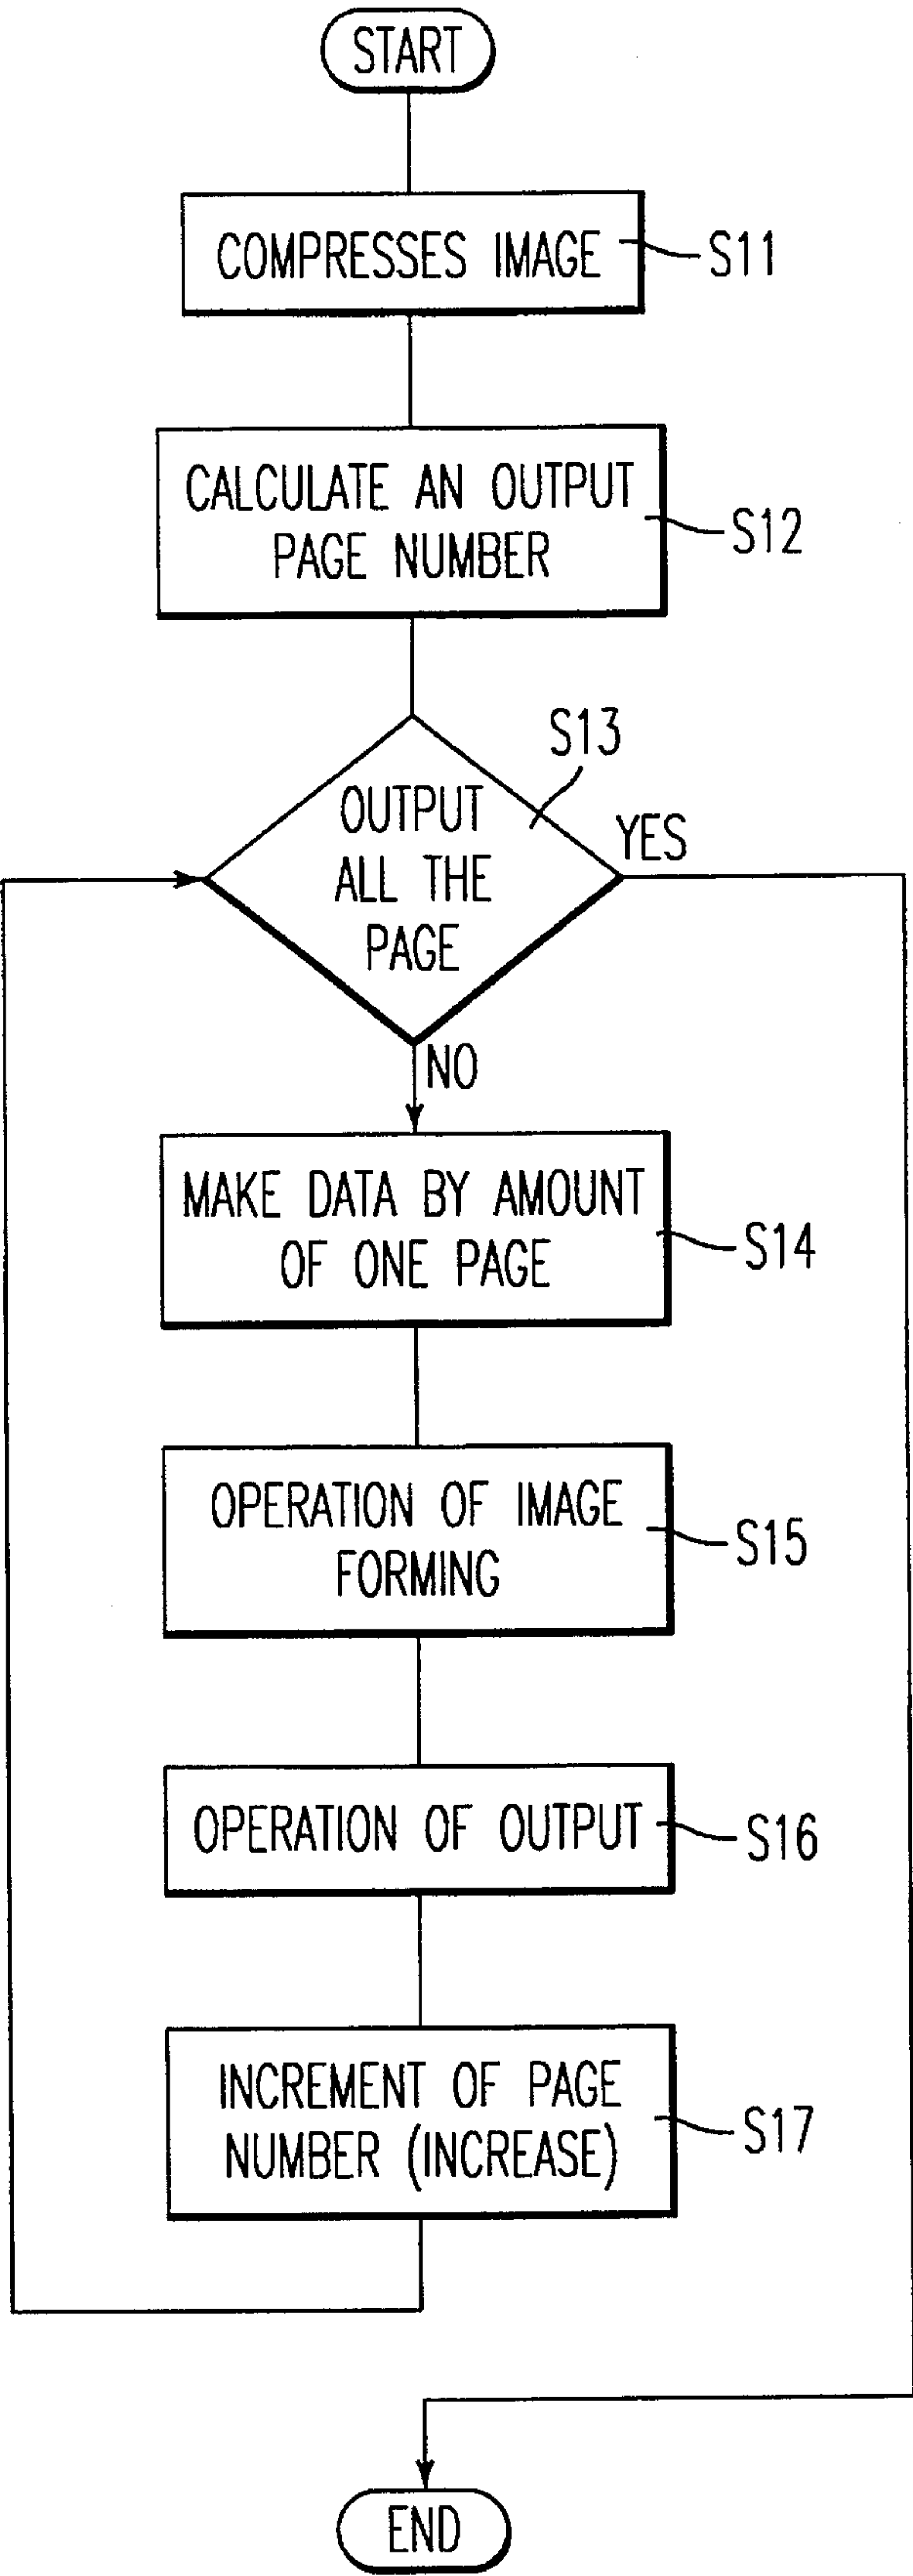 START
COMPRESSES IMAGE
S11
CALCULATE AN OUTPUT
PAGE NUMBER
S12
S13
OUTPUT
ALL THE
PAGE
YES
NO
MAKE DATA BY AMOUNT
OF ONE PAGE
S14
OPERATION OF IMAGE
FORMING
S15
OPERATION OF OUTPUT
S16
INCREMENT OF PAGE
NUMBER (INCREASE)
S17
END